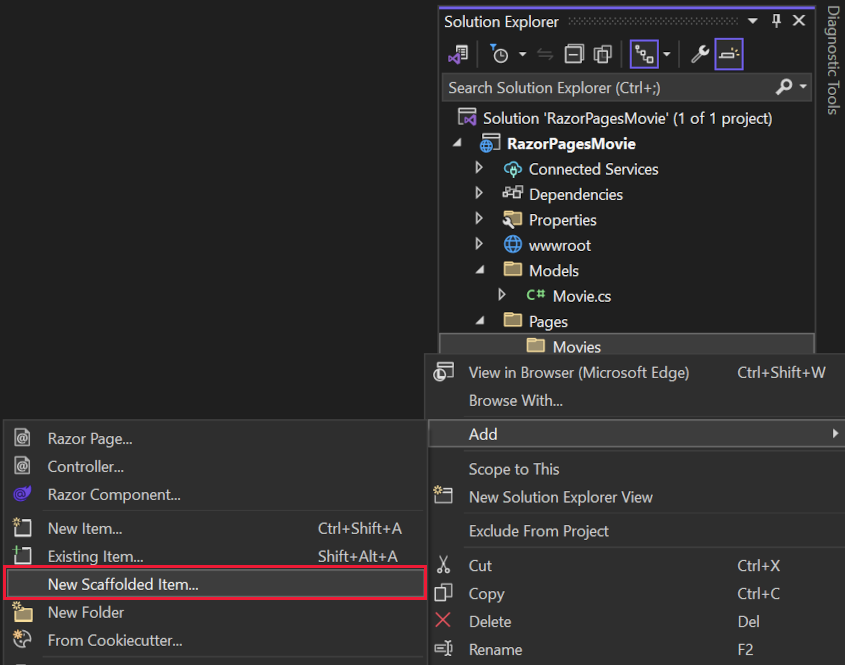 Solution Explorer
Diagnostic Tools
Search Solution Explorer (Ctrl+;)
Solution 'RazorPagesMovie' (1 of 1 project)
RazorPagesMovie
Connected Services
Dependencies
Properties
wwwroot
Models
C# Movie.cs
Pages
Movies
View in Browser (Microsoft Edge) Ctrl+Shift+W
Browse With...
Add
Scope to This
New Solution Explorer View
Exclude From Project
Cut Ctrl+X
Copy Ctrl+C
Delete Del
Rename F2
Razor Page...
Controller...
Razor Component...
New Item... Ctrl+Shift+A
Existing Item... Shift+Alt+A
New Scaffolded Item...
New Folder
From Cookiecutter...